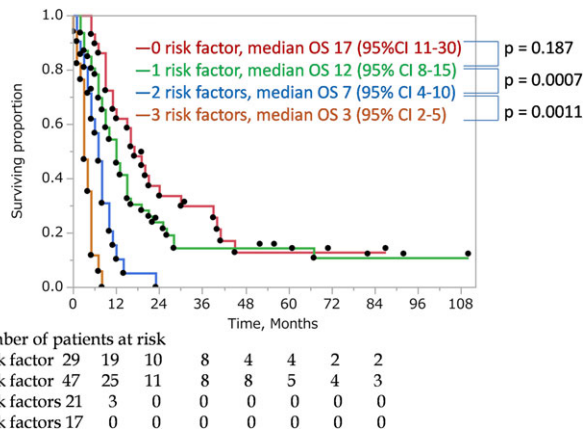 1.0
0 risk factor, median OS 17 (95%CI 11-30)
p = 0.187
1 risk factor, median OS 12 (95% CI 8-15)
p = 0.0007
2 risk factors, median OS 7 (95% CI 4-10)
p = 0.0011
3 risk factors, median OS 3 (95% CI 2-5)
0.8
0.6
0.4
0.2
0.0
Surviving proportion
0 12 24 36 48 60 72 84 96 108
Time, Months
of patients at risk
factor 29 19 10 8 4 4 2 2
factor 47 25 11 8 8 5 4 3
factors 21 3 0 0 0 0 0 0
factors 17 0 0 0 0 0 0 0